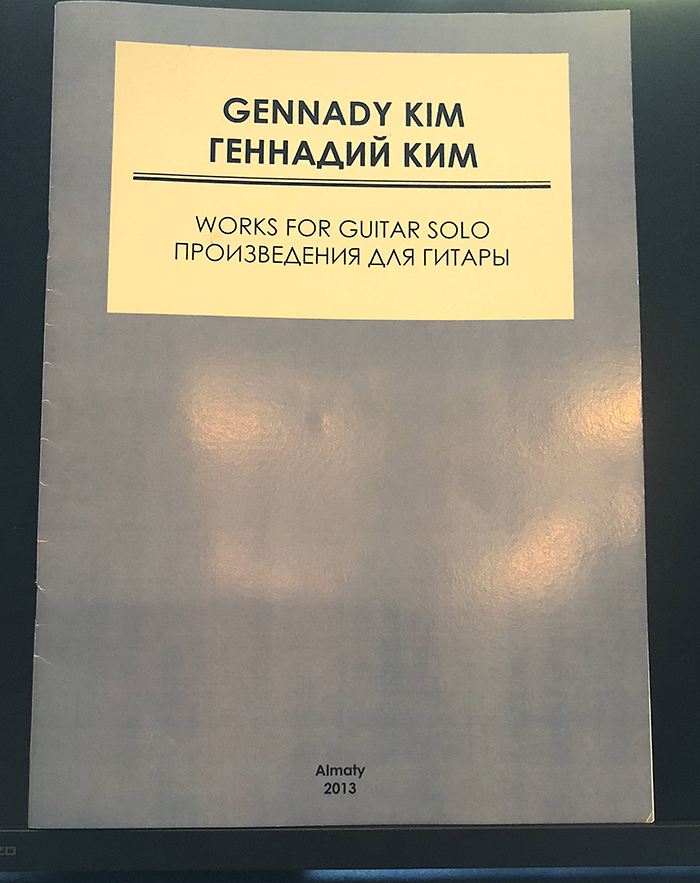 GENNADY KIM
ГЕННАДИЙ КИМ
WORKS FOR GUITAR SOLO
ПРОИЗВЕДЕНИЯ ДЛЯ ГИТАРЫ
Almaty
2013